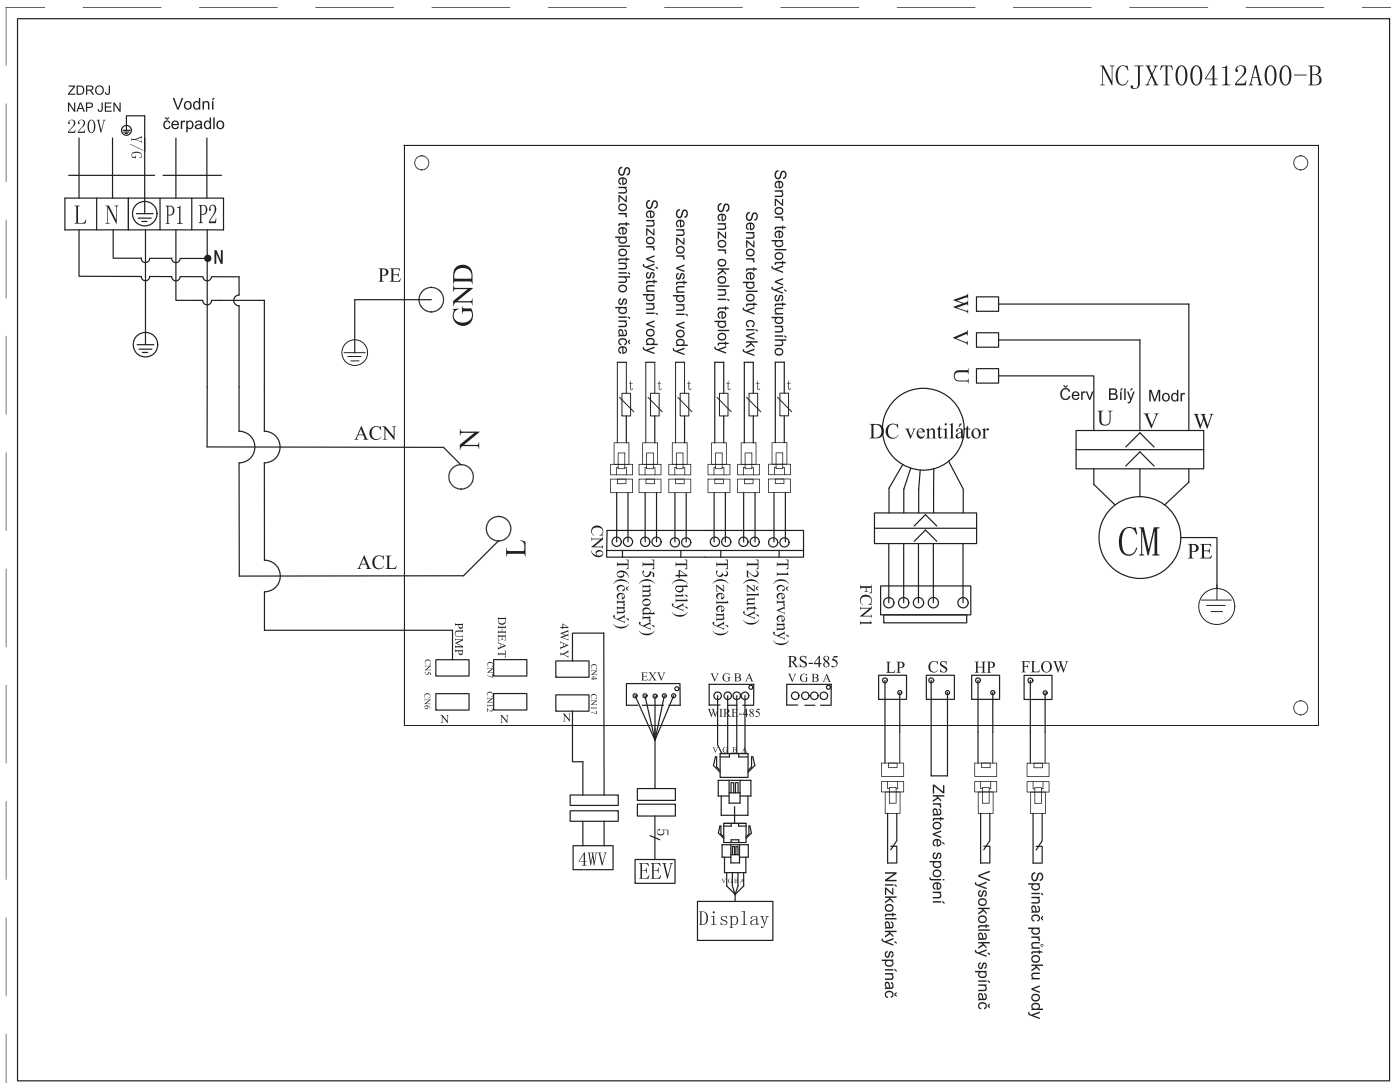 NCJXT00412A00-B
ZDROJ
NAP JEN
220V
Y/G
Vodní
čerpadlo
L
N
P1
P2
N
PE
GND
ACN
N
ACL
L
Senzor teplotního spínače
Senzor výstupní vody
Senzor vstupní vody
Senzor okolní teploty
Senzor teploty cívky
Senzor teploty výstupního
t
t
t
t
t
t
CN9
T6(černý)
T5(modrý)
T4(bílý)
T3(zelený)
T2(žlutý)
T1(červený)
W
V
U
Červ
Bílý
Modr
U
V
W
CM
PE
DC ventilátor
FCN1
PUMP
DHEAT
4WAY
CN5
CN7
CN4
CN6
CN12
CN17
N
N
N
EXV
V G B A
WIRE-485
RS-485
V G B A
LP
CS
HP
FLOW
V G B A
5
4WV
EEV
V G B A
Display
Nízkotlaký spínač
Zkratové spojení
Vysokotlaký spínač
Spínač průtoku vody